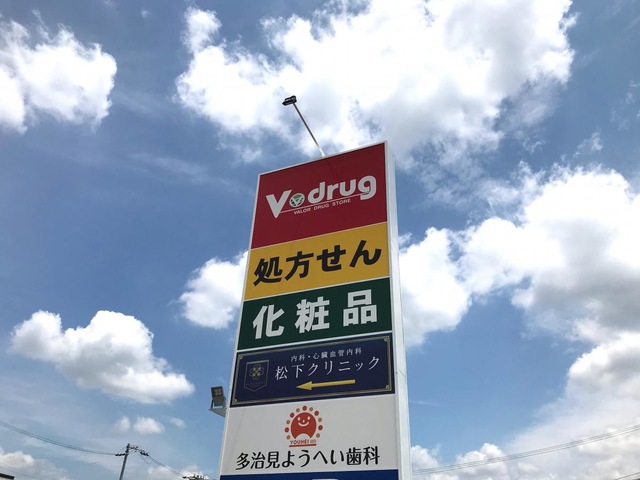 V drug
VALOR DRUG STORE
処方せん
化粧品
内科・心臓血管内科
松下クリニック
YOUHEI
多治見ようへい歯科